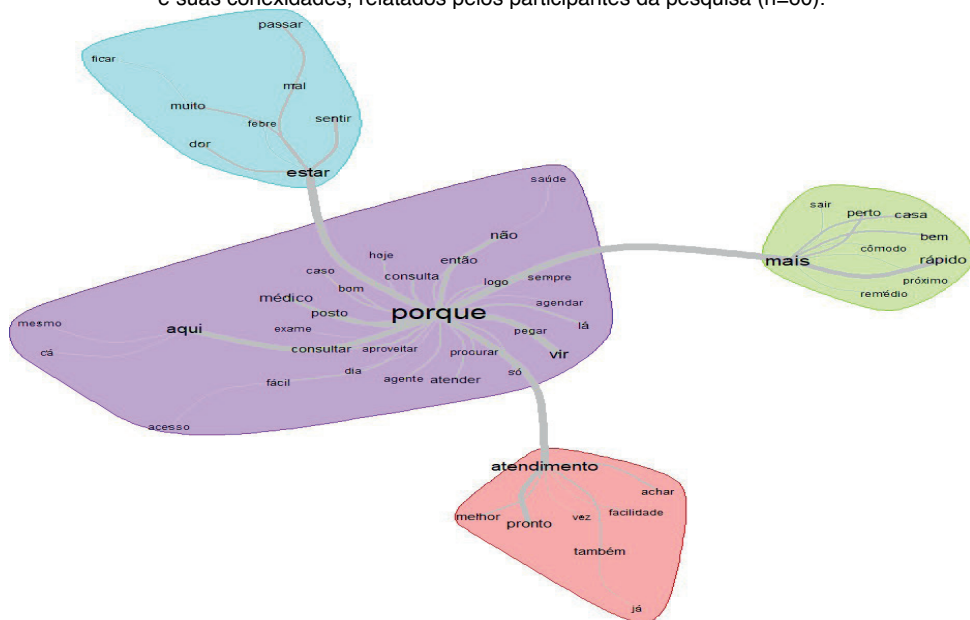 e suas conexidades, relatados pelos participantes da pesquisa (n=60).
passar
ficar
mal
muito
febre
sentir
dor
estar
saúde
não
hoje
então
caso
consulta
logo
sempre
bom
médico
posto
porque
agendar
mesmo
aqui
exame
pegar
lá
cá
consultar
aproveitar
procurar
vir
dia
só
fácil
agente
atender
acesso
sair
perto
casa
bem
cômodo
mais
rápido
próximo
remédio
atendimento
achar
melhor
pronto
vez
facilidade
também
já